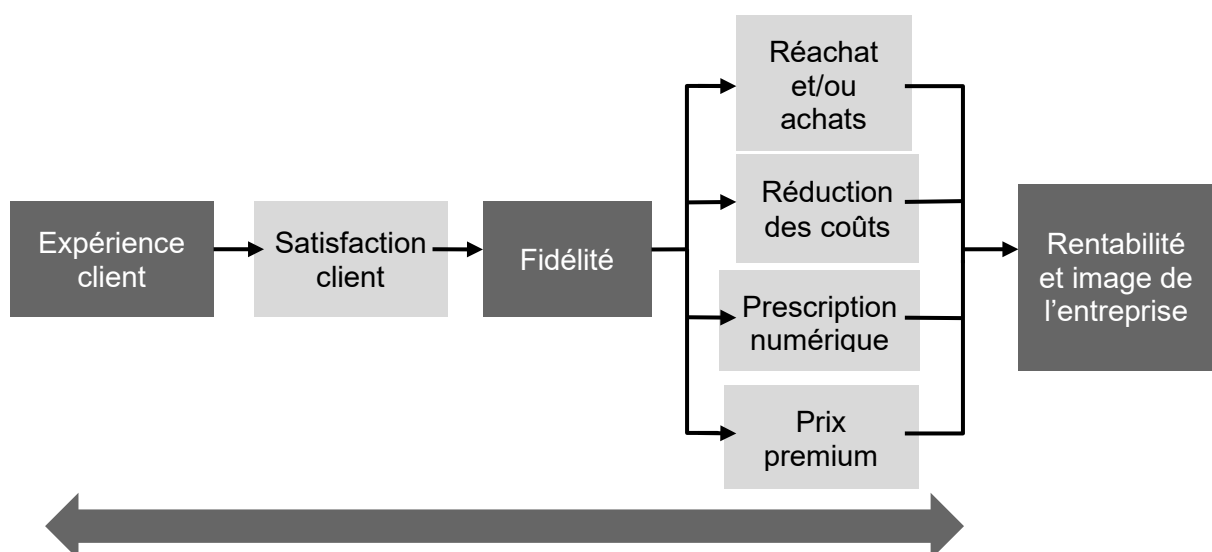 Expérience
client
Satisfaction
client
Fidélité
Réachat
et/ou
achats
Réduction
des coûts
Prescription
numérique
Prix
premium
Rentabilité
et image de
l’entreprise